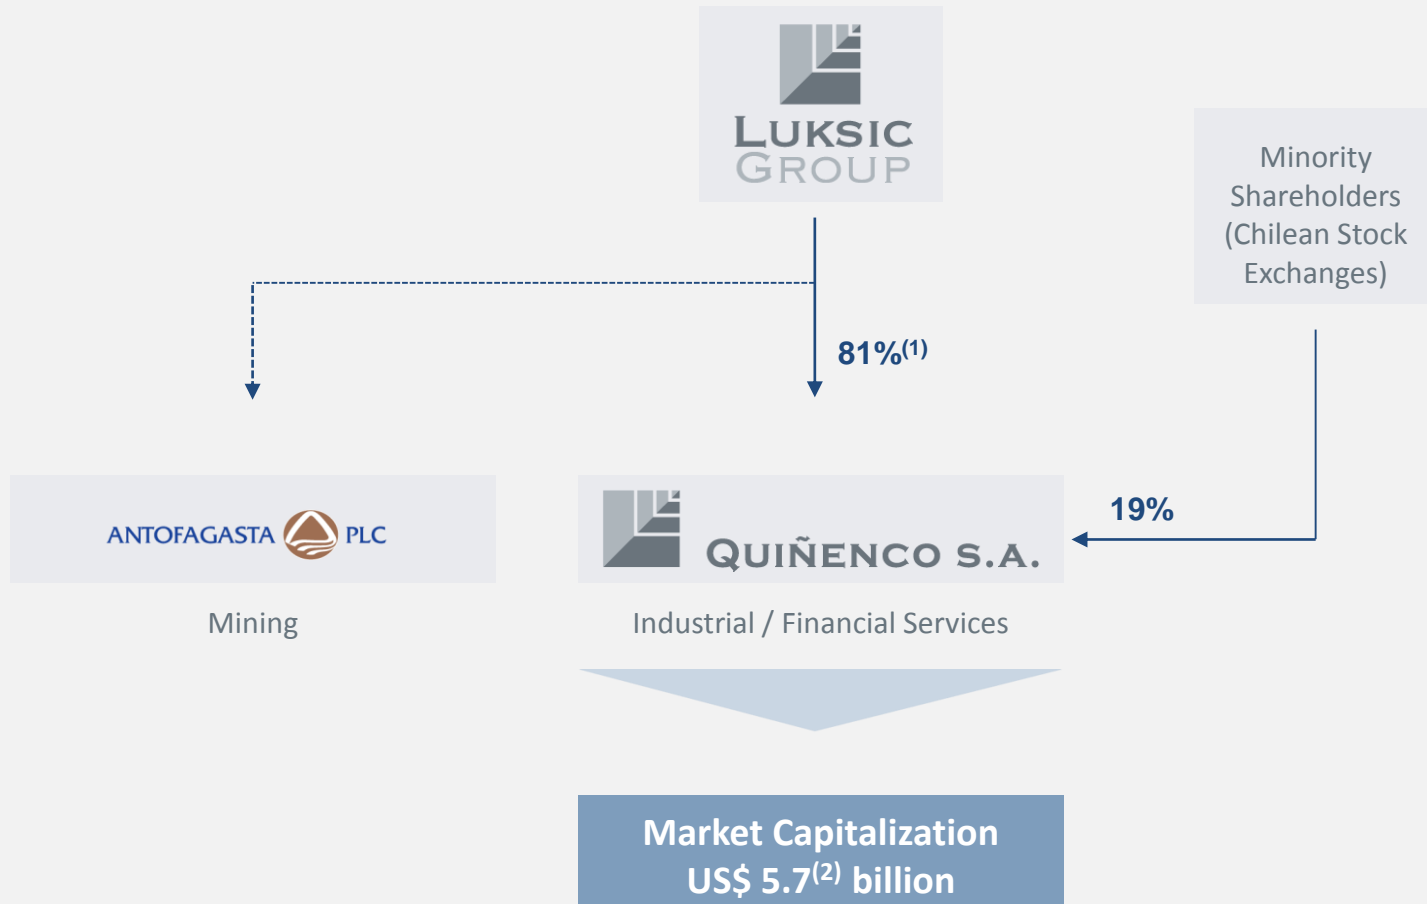 LUKSIC
GROUP
Minority
Shareholders
(Chilean Stock
Exchanges)
81%(1)
19%
ANTOFAGASTA PLC
QUIÑENCO S.A.
Mining
Industrial / Financial Services
Market Capitalization
US$ 5.7(2) billion